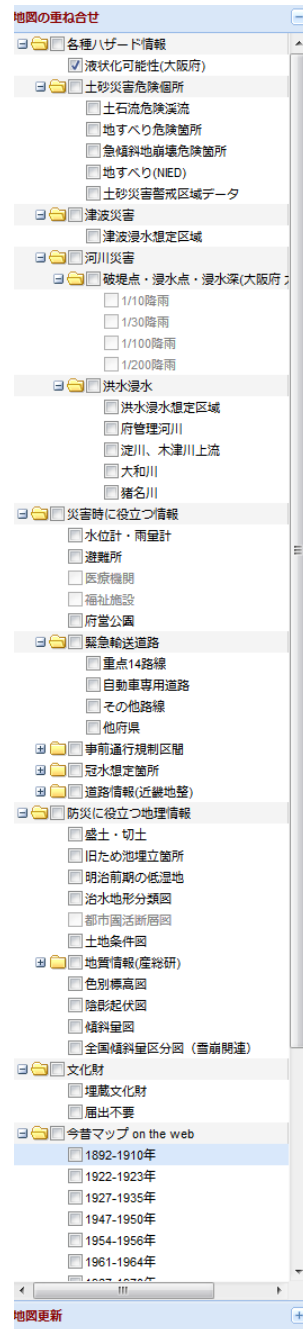 地図の重ね合せ
各種ハザード情報
液状化可能性(大阪府)
土砂災害危険個所
土石流危険渓流
地すべり危険箇所
急傾斜地崩壊危険箇所
地すべり(NIED)
土砂災害警戒区域データ
津波災害
津波浸水想定区域
河川災害
破堤点・浸水点・浸水深(大阪府
1/10降雨
1/30降雨
1/100降雨
1/200降雨
洪水浸水
洪水浸水想定区域
府管理河川
淀川、木津川上流
大和川
猪名川
災害時に役立つ情報
水位計・雨量計
避難所
医療機関
福祉施設
府営公園
緊急輸送道路
重点14路線
自動車専用道路
その他路線
他府県
事前通行規制区間
冠水想定箇所
道路情報(近畿地整)
防災に役立つ地理情報
盛土・切土
旧ため池埋立箇所
明治前期の低湿地
治水地形分類図
都市圏活断層図
土地条件図
地質情報(産総研)
色別標高図
陰影起伏図
傾斜量図
全国傾斜量区分図（雪崩関連）
文化財
埋蔵文化財
届出不要
今昔マップ on the web
1892-1910年
1922-1923年
1927-1935年
1947-1950年
1954-1956年
1961-1964年
地図更新